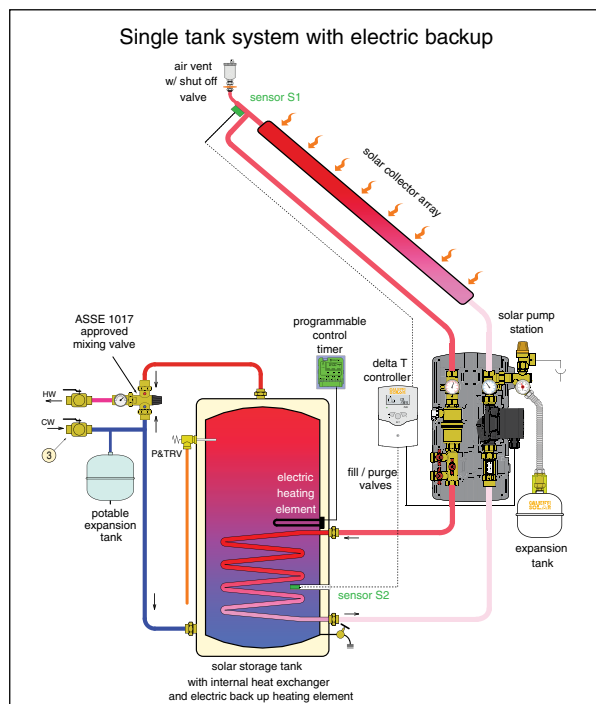 Single tank system with electric backup
air vent
w/ shut off
valve
sensor S1
solar collector array
solar pump
station
ASSE 1017
approved
mixing valve
programmable
control
timer
delta T
controller
HW
CW
3
P&TRV
fill / purge
valves
electric
heating
element
potable
expansion
tank
expansion
tank
sensor S2
solar storage tank
with internal heat exchanger
and electric back up heating element